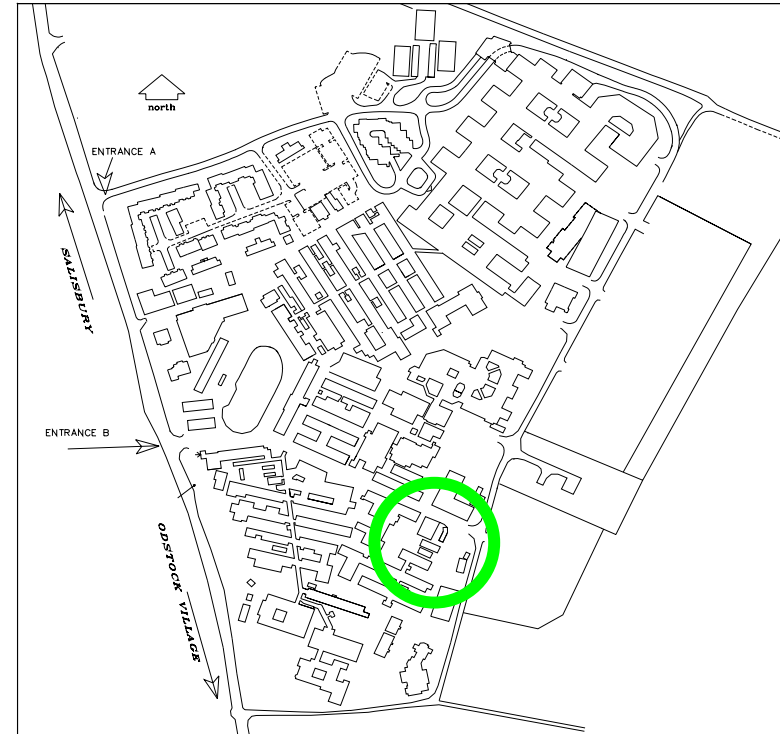 north
ENTRANCE A
SALISBURY
ENTRANCE B
ODSTOCK VILLAGE